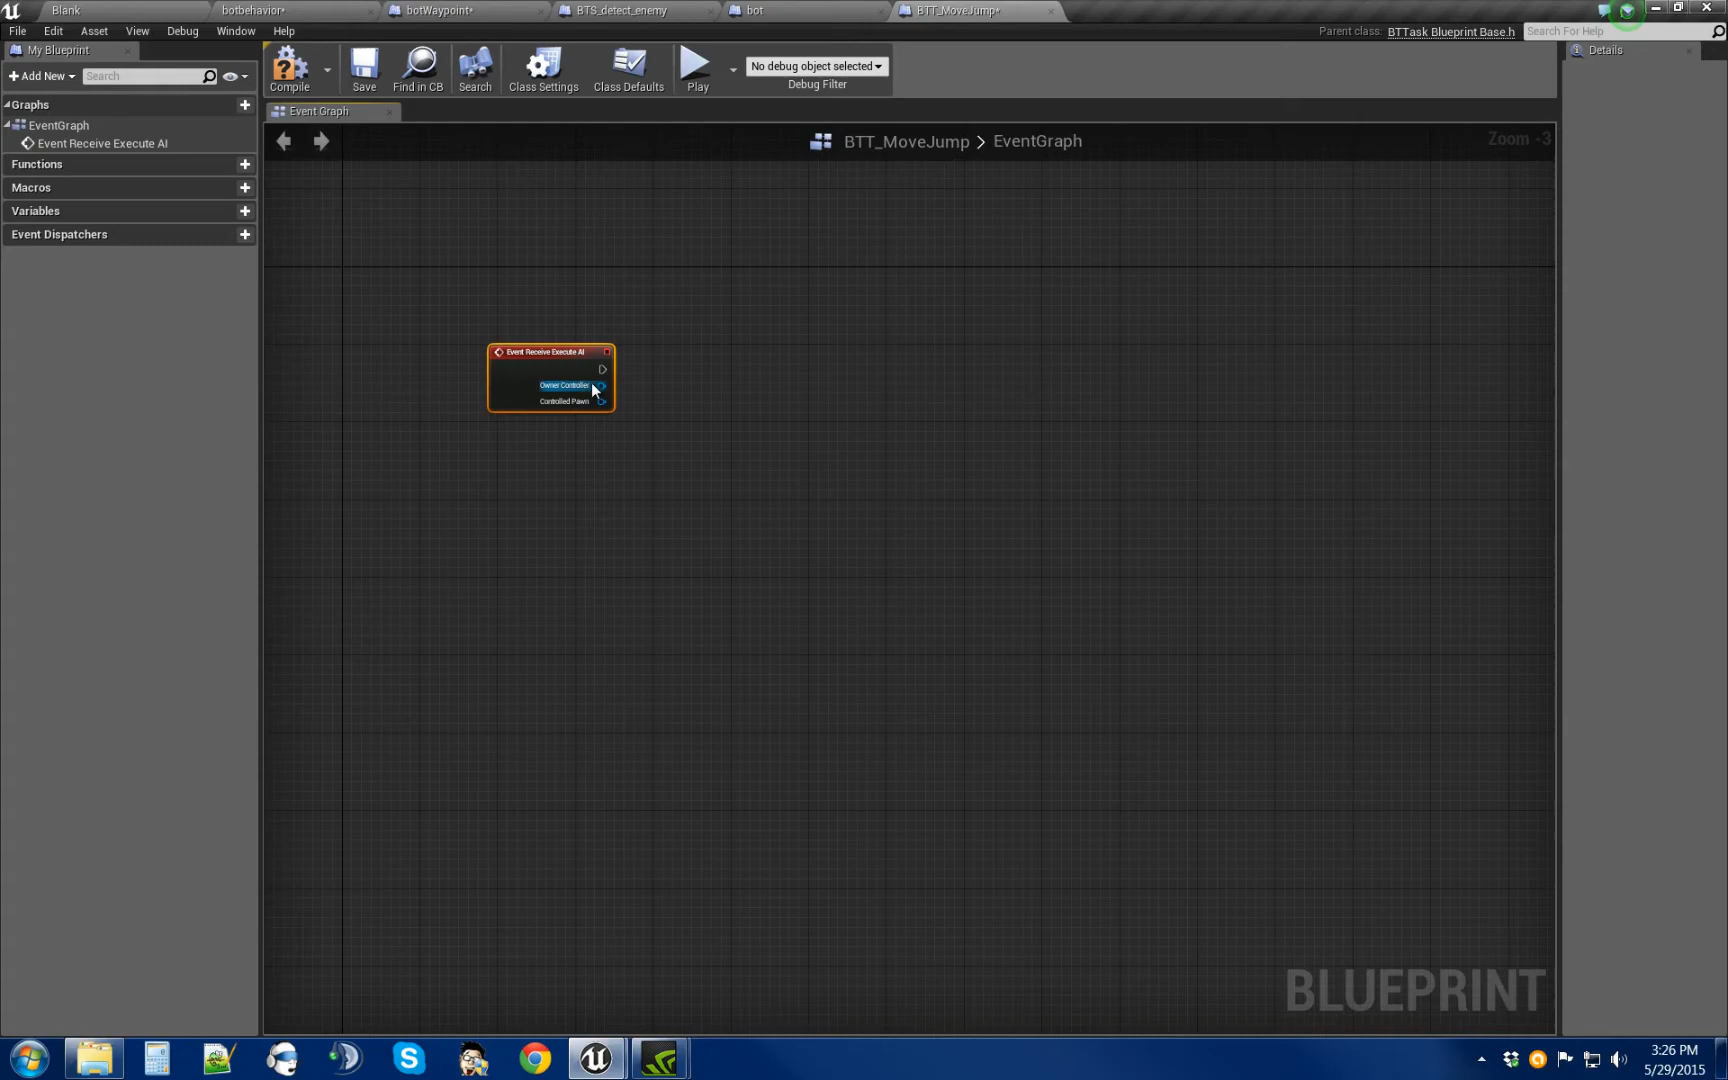 Blank
botbehavior*
botWaypoint*
BTS_detect_enemy
bot
BTT_MoveJump*
File
Edit
Asset
View
Debug
Window
Help
Parent class:
BTTask Blueprint Base.h
Search For Help
My Blueprint
Add New
Search
Compile
Save
Find in CB
Search
Class Settings
Class Defaults
Play
No debug object selected
Debug Filter
Details
Graphs
EventGraph
Event Receive Execute AI
Functions
Macros
Variables
Event Dispatchers
Event Graph
BTT_MoveJump > EventGraph
Zoom -3
Event Receive Execute AI
Owner Controller
Controlled Pawn
BLUEPRINT
3:26 PM
5/29/2015